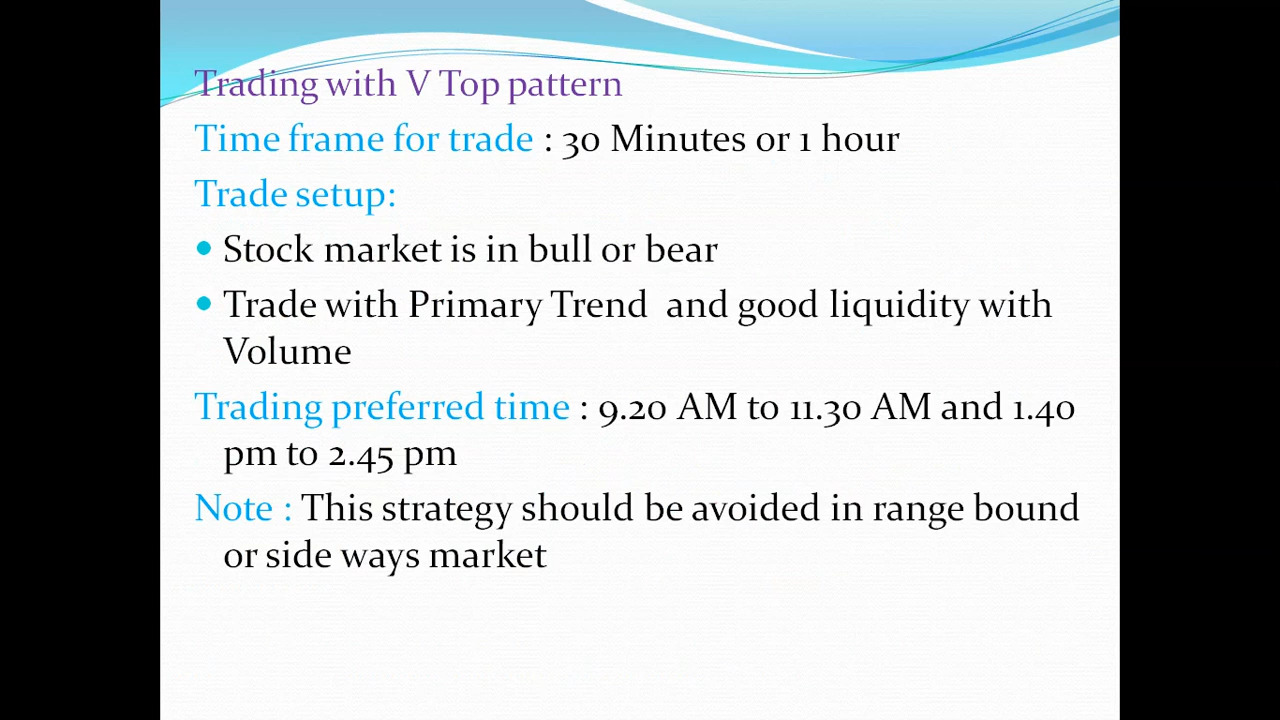 Trading with V Top pattern
Time frame for trade : 30 Minutes or 1 hour
Trade setup:
• Stock market is in bull or bear
• Trade with Primary Trend  and good liquidity with
Volume
Trading preferred time : 9.20 AM to 11.30 AM and 1.40
pm to 2.45 pm
Note : This strategy should be avoided in range bound
or side ways market